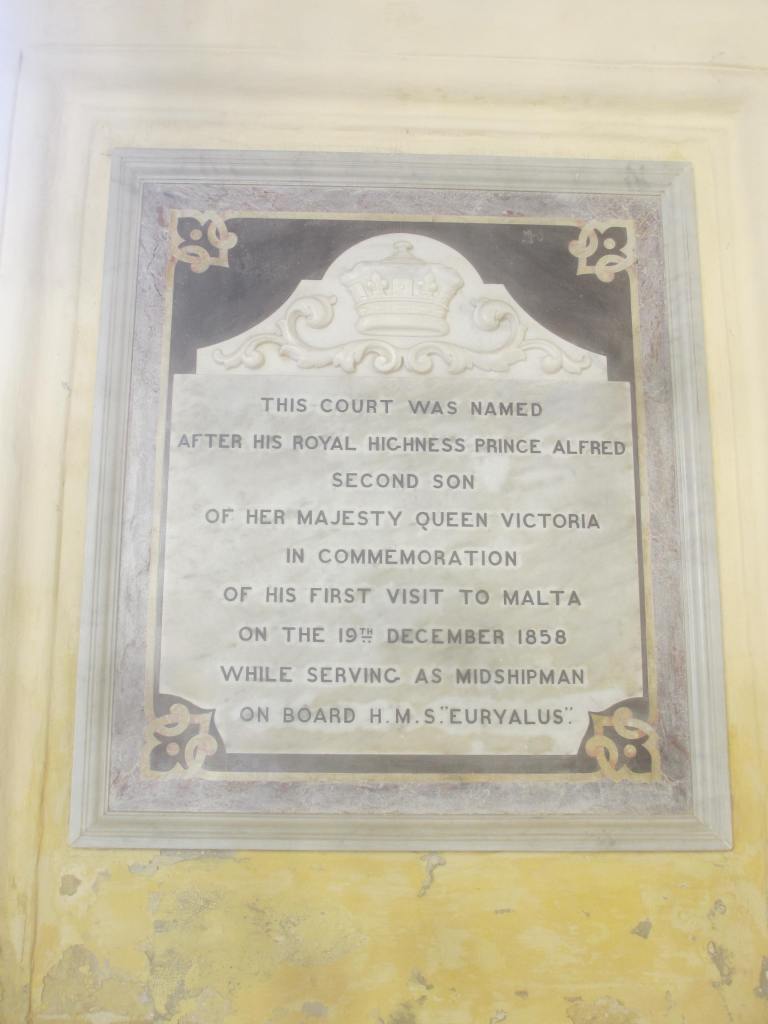 THIS COURT WAS NAMED
AFTER HIS ROYAL HIGHNESS PRINCE ALFRED
SECOND SON
OF HER MAJESTY QUEEN VICTORIA
IN COMMEMORATION
OF HIS FIRST VISIT TO MALTA
ON THE 19TH DECEMBER 1858
WHILE SERVING AS MIDSHIPMAN
ON BOARD H.M.S. "EURYALUS".